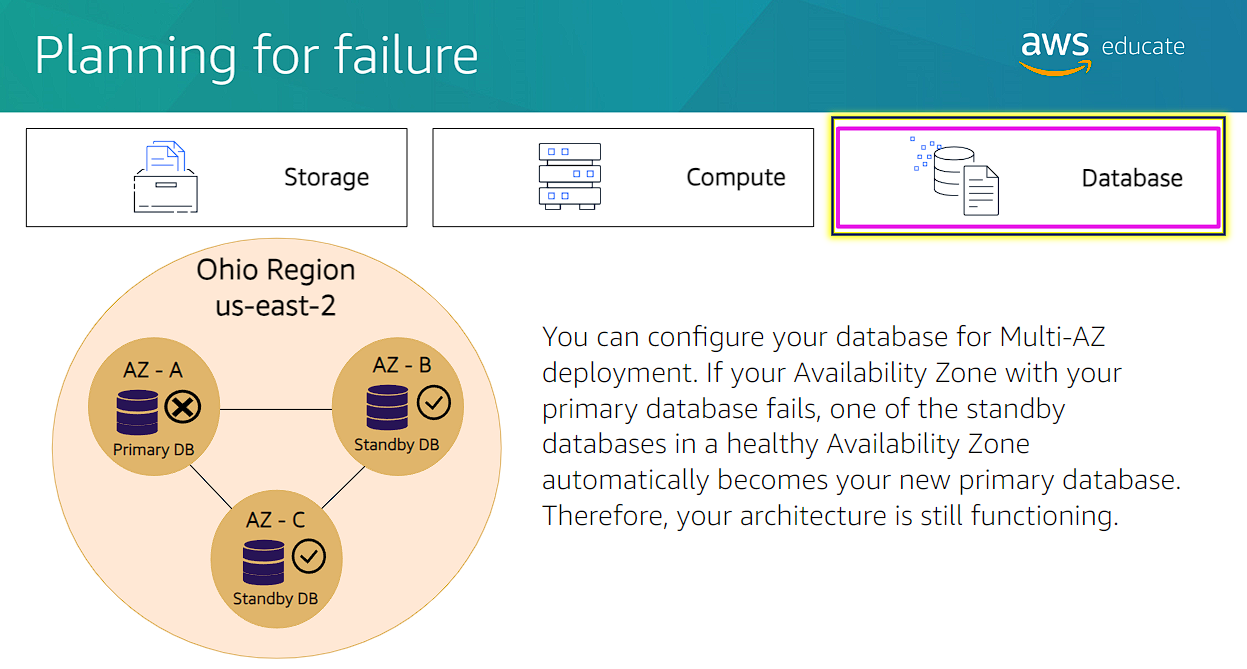 Planning for failure
aws educate
Storage
Compute
Database
Ohio Region
us-east-2
AZ - A
Primary DB
AZ - B
Standby DB
AZ - C
Standby DB
You can configure your database for Multi-AZ
deployment. If your Availability Zone with your
primary database fails, one of the standby
databases in a healthy Availability Zone
automatically becomes your new primary database.
Therefore, your architecture is still functioning.